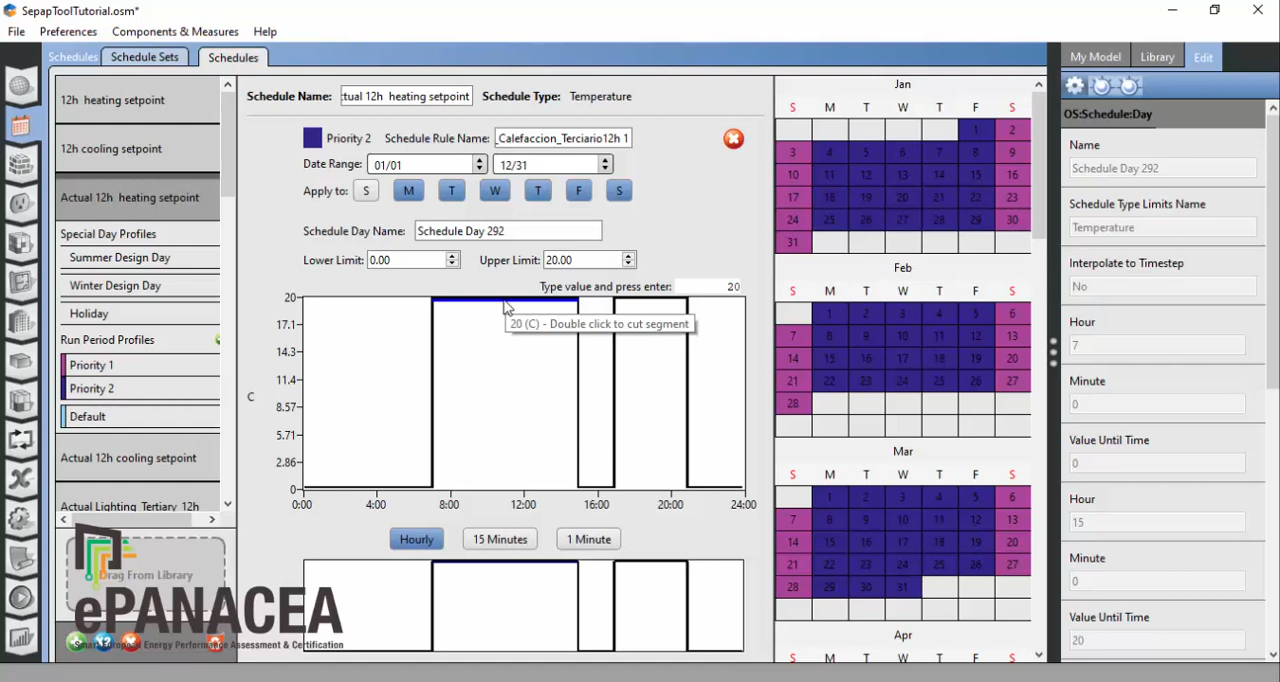 SepapToolTutorial.osm*
File Preferences Components & Measures Help
Schedules Schedule Sets Schedules
My Model Library Edit
12h heating setpoint
12h cooling setpoint
Actual 12h heating setpoint
Special Day Profiles
Summer Design Day
Winter Design Day
Holiday
Run Period Profiles
Priority 1
Priority 2
Default
Actual 12h cooling setpoint
Actual Lighting Tertiary 12h
Drag From Library
ePANACEA
Smart European Energy Performance Assessment & Certification
Schedule Name: :tual 12h heating setpoint Schedule Type: Temperature
Priority 2 Schedule Rule Name: _Calefaccion_Terciario12h 1
Date Range: 01/01 12/31
Apply to: S M T W T F S
Schedule Day Name: Schedule Day 292
Lower Limit: 0.00 Upper Limit: 20.00
Type value and press enter: 20
20
17.1
14.3
11.4
8.57
5.71
2.86
0
C
20 (C) - Double click to cut segment
0:00 4:00 8:00 12:00 16:00 20:00 24:00
Hourly 15 Minutes 1 Minute
Jan
S M T W T F S
1 2
3 4 5 6 7 8 9
10 11 12 13 14 15 16
17 18 19 20 21 22 23
24 25 26 27 28 29 30
31
Feb
S M T W T F S
1 2 3 4 5 6
7 8 9 10 11 12 13
14 15 16 17 18 19 20
21 22 23 24 25 26 27
28
Mar
S M T W T F S
1 2 3 4 5 6
7 8 9 10 11 12 13
14 15 16 17 18 19 20
21 22 23 24 25 26 27
28 29 30 31
Apr
S M T W T F S
OS:Schedule:Day
Name
Schedule Day 292
Schedule Type Limits Name
Temperature
Interpolate to Timestep
No
Hour
7
Minute
0
Value Until Time
0
Hour
15
Minute
0
Value Until Time
20